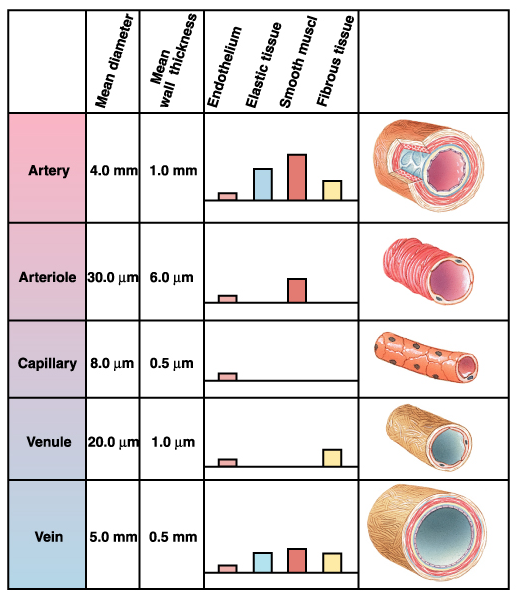 Mean diameter
Mean
wall thickness
Endothelium
Elastic tissue
Smooth muscl
Fibrous tissue
Artery 4.0 mm 1.0 mm
Arteriole 30.0 µm 6.0 µm
Capillary 8.0 µm 0.5 µm
Venule 20.0 µm 1.0 µm
Vein 5.0 mm 0.5 mm